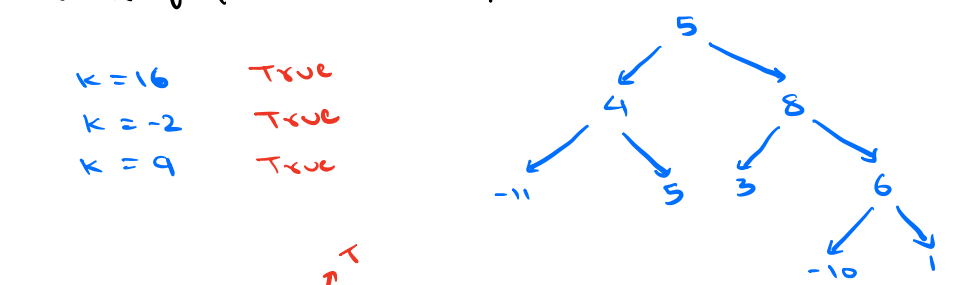 5
K = 16 True
4 8
K = -2 True
K = 9 True
-11 5 3 6
T
-10 1